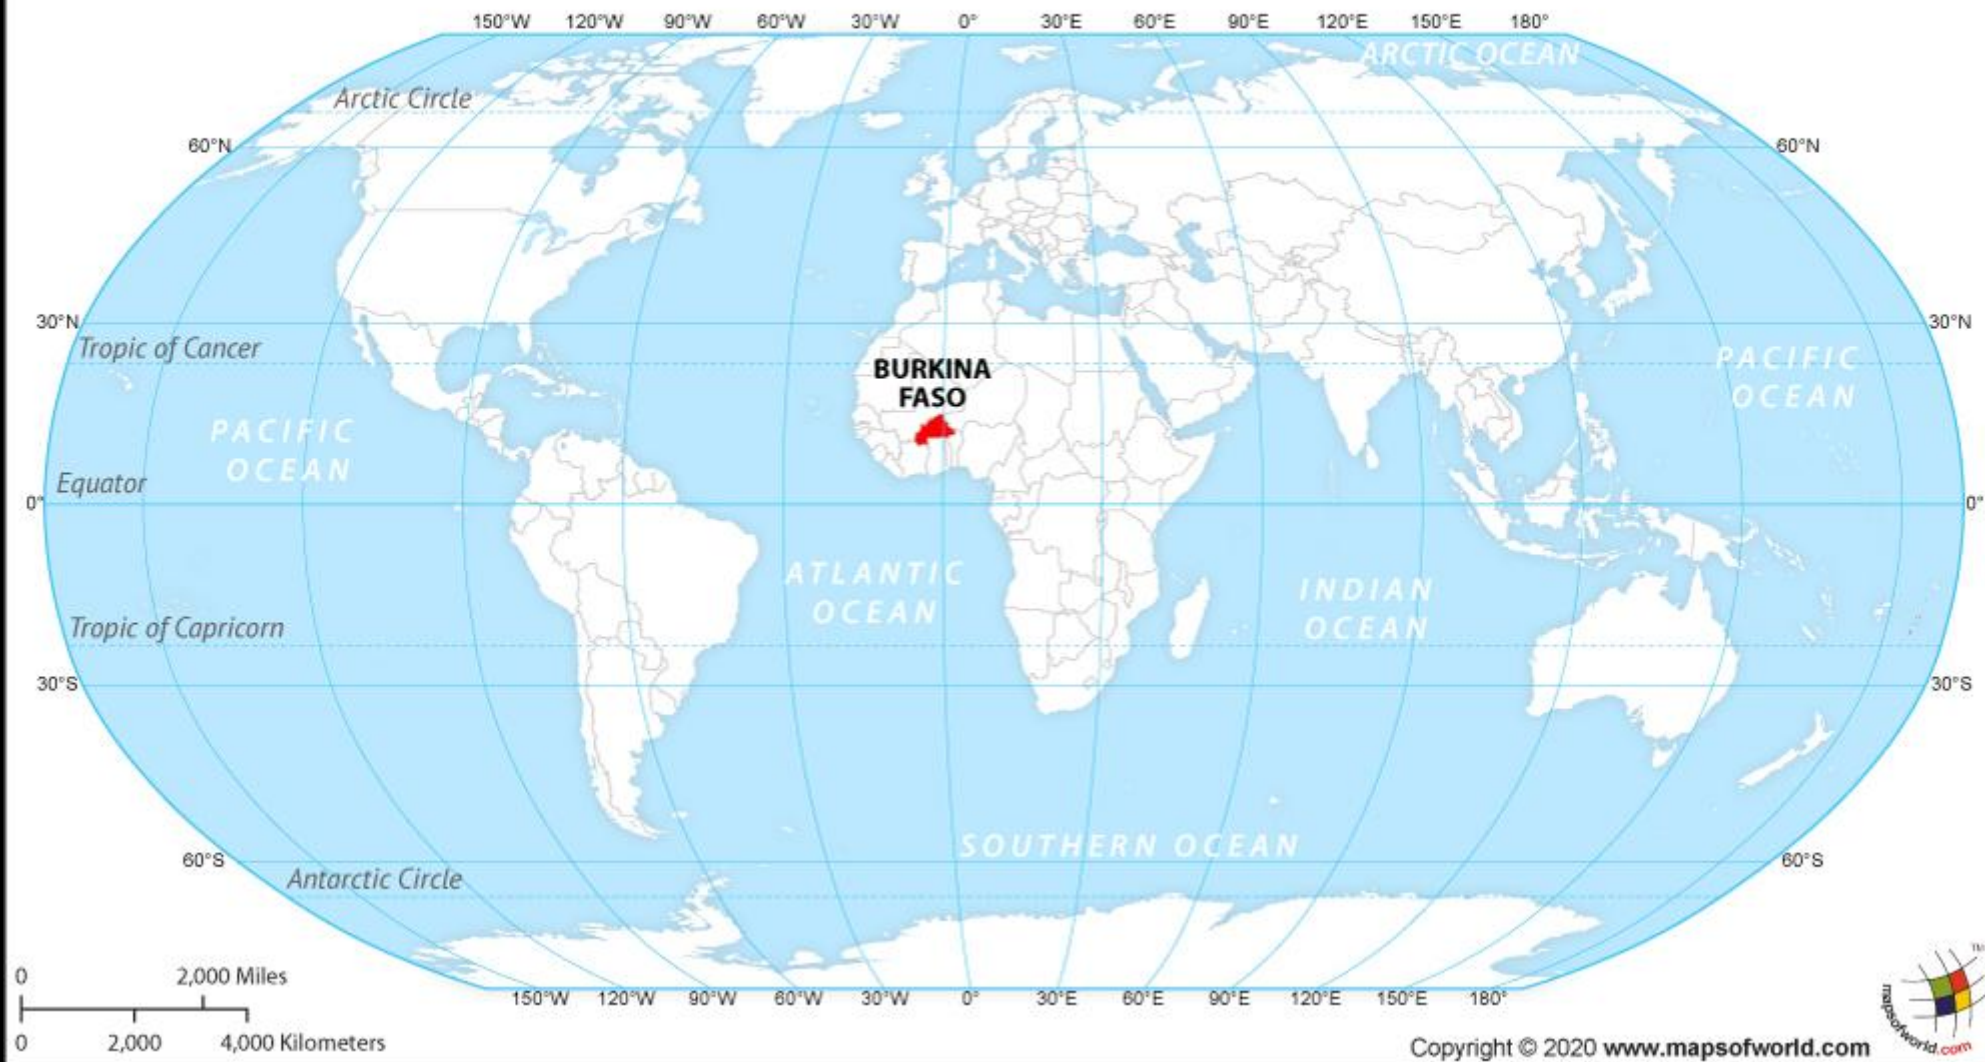 150°W 120°W 90°W 60°W 30°W 0° 30°E 60°E 90°E 120°E 150°E 180°
ARCTIC OCEAN
Arctic Circle
60°N 60°N
30°N 30°N
Tropic of Cancer
BURKINA
FASO
PACIFIC
OCEAN
PACIFIC
OCEAN
Equator
0° 0°
ATLANTIC
OCEAN
INDIAN
OCEAN
Tropic of Capricorn
30°S 30°S
SOUTHERN OCEAN
60°S 60°S
Antarctic Circle
0 2,000 Miles
0 2,000 4,000 Kilometers
150°W 120°W 90°W 60°W 30°W 0° 30°E 60°E 90°E 120°E 150°E 180°
TM
mapsofworld.com
Copyright © 2020 www.mapsofworld.com